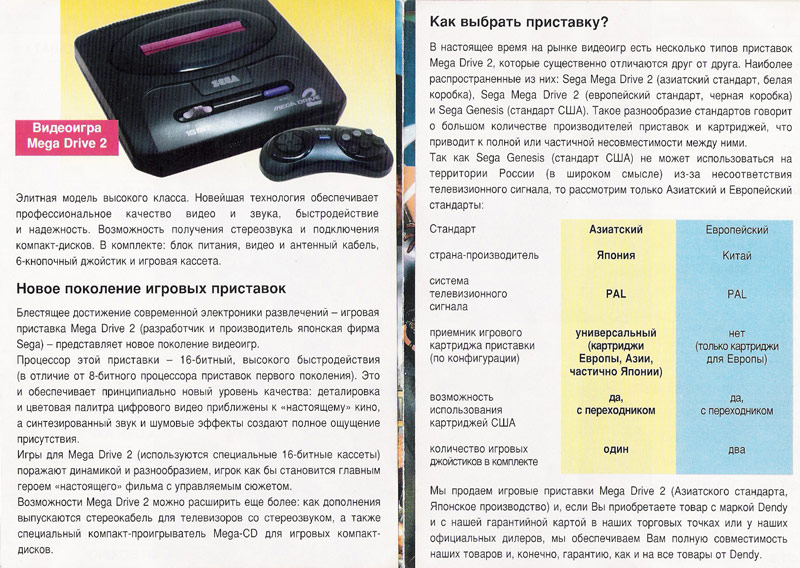 SEGA
MEGA DRIVE 2
16 BIT
SEGA
Видеоигра
Mega Drive 2
Элитная модель высокого класса. Новейшая технология обеспечивает
профессиональное качество видео и звука, быстродействие
и надежность. Возможность получения стереозвука и подключения
компакт-дисков. В комплекте: блок питания, видео и антенный кабель,
6-кнопочный джойстик и игровая кассета.
Новое поколение игровых приставок
Блестящее достижение современной электроники развлечений – игровая
приставка Mega Drive 2 (разработчик и производитель японская фирма
Sega) – представляет новое поколение видеоигр.
Процессор этой приставки – 16-битный, высокого быстродействия
(в отличие от 8-битного процессора приставок первого поколения). Это
и обеспечивает принципиально новый уровень качества: деталировка
и цветовая палитра цифрового видео приближены к «настоящему» кино,
а синтезированный звук и шумовые эффекты создают полное ощущение
присутствия.
Игры для Mega Drive 2 (используются специальные 16-битные кассеты)
поражают динамикой и разнообразием, игрок как бы становится главным
героем «настоящего» фильма с управляемым сюжетом.
Возможности Mega Drive 2 можно расширить еще более: как дополнения
выпускаются стереокабель для телевизоров со стереозвуком, а также
специальный компакт-проигрыватель Mega-CD для игровых компакт-
дисков.
Как выбрать приставку?
В настоящее время на рынке видеоигр есть несколько типов приставок
Mega Drive 2, которые существенно отличаются друг от друга. Наиболее
распространенные из них: Sega Mega Drive 2 (азиатский стандарт, белая
коробка), Sega Mega Drive 2 (европейский стандарт, черная коробка)
и Sega Genesis (стандарт США). Такое разнообразие стандартов говорит
о большом количестве производителей приставок и картриджей, что
приводит к полной или частичной несовместимости между ними.
Так как Sega Genesis (стандарт США) не может использоваться на
территории России (в широком смысле) из-за несоответствия
телевизионного сигнала, то рассмотрим только Азиатский и Европейский
стандарты:
Стандарт Азиатский Европейский
страна-производитель Япония Китай
система
телевизионного PAL PAL
сигнала
приемник игрового универсальный нет
картриджа приставки (картриджи (только картриджи
(по конфигурации) Европы, Азии, для Европы)
частично Японии)
возможность да, да,
использования с переходником с переходником
картриджей США
количество игровых один два
джойстиков в комплекте
Мы продаем игровые приставки Mega Drive 2 (Азиатского стандарта,
Японское производство) и, если Вы приобретаете товар с маркой Dendy
и с нашей гарантийной картой в наших торговых точках или у наших
официальных дилеров, мы обеспечиваем Вам полную совместимость
наших товаров и, конечно, гарантию, как и на все товары от Dendy.